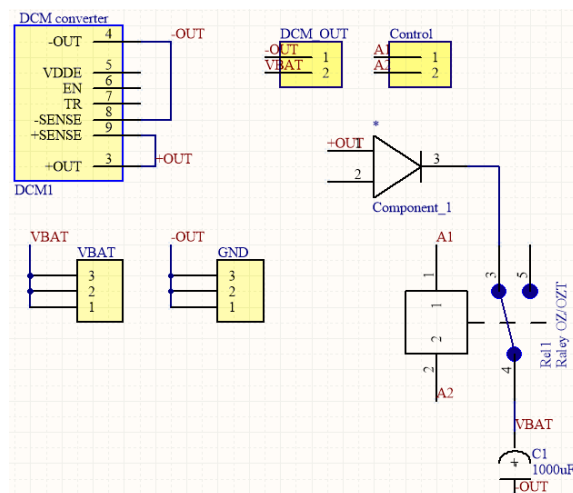 DCM converter
-OUT
4
-OUT
VDDE
5
EN
6
TR
7
-SENSE
8
+SENSE
9
+OUT
3
+OUT
DCM1
DCM_OUT
-OUT
1
VBAT
2
Control
A1
1
A2
2
*
+OUT
1
2
3
Component_1
VBAT
VBAT
3
2
1
-OUT
GND
3
2
1
A1
1
1
2
2
A2
3
5
4
Rel1
Raley OZ/OZT
VBAT
C1
1000uF
-OUT